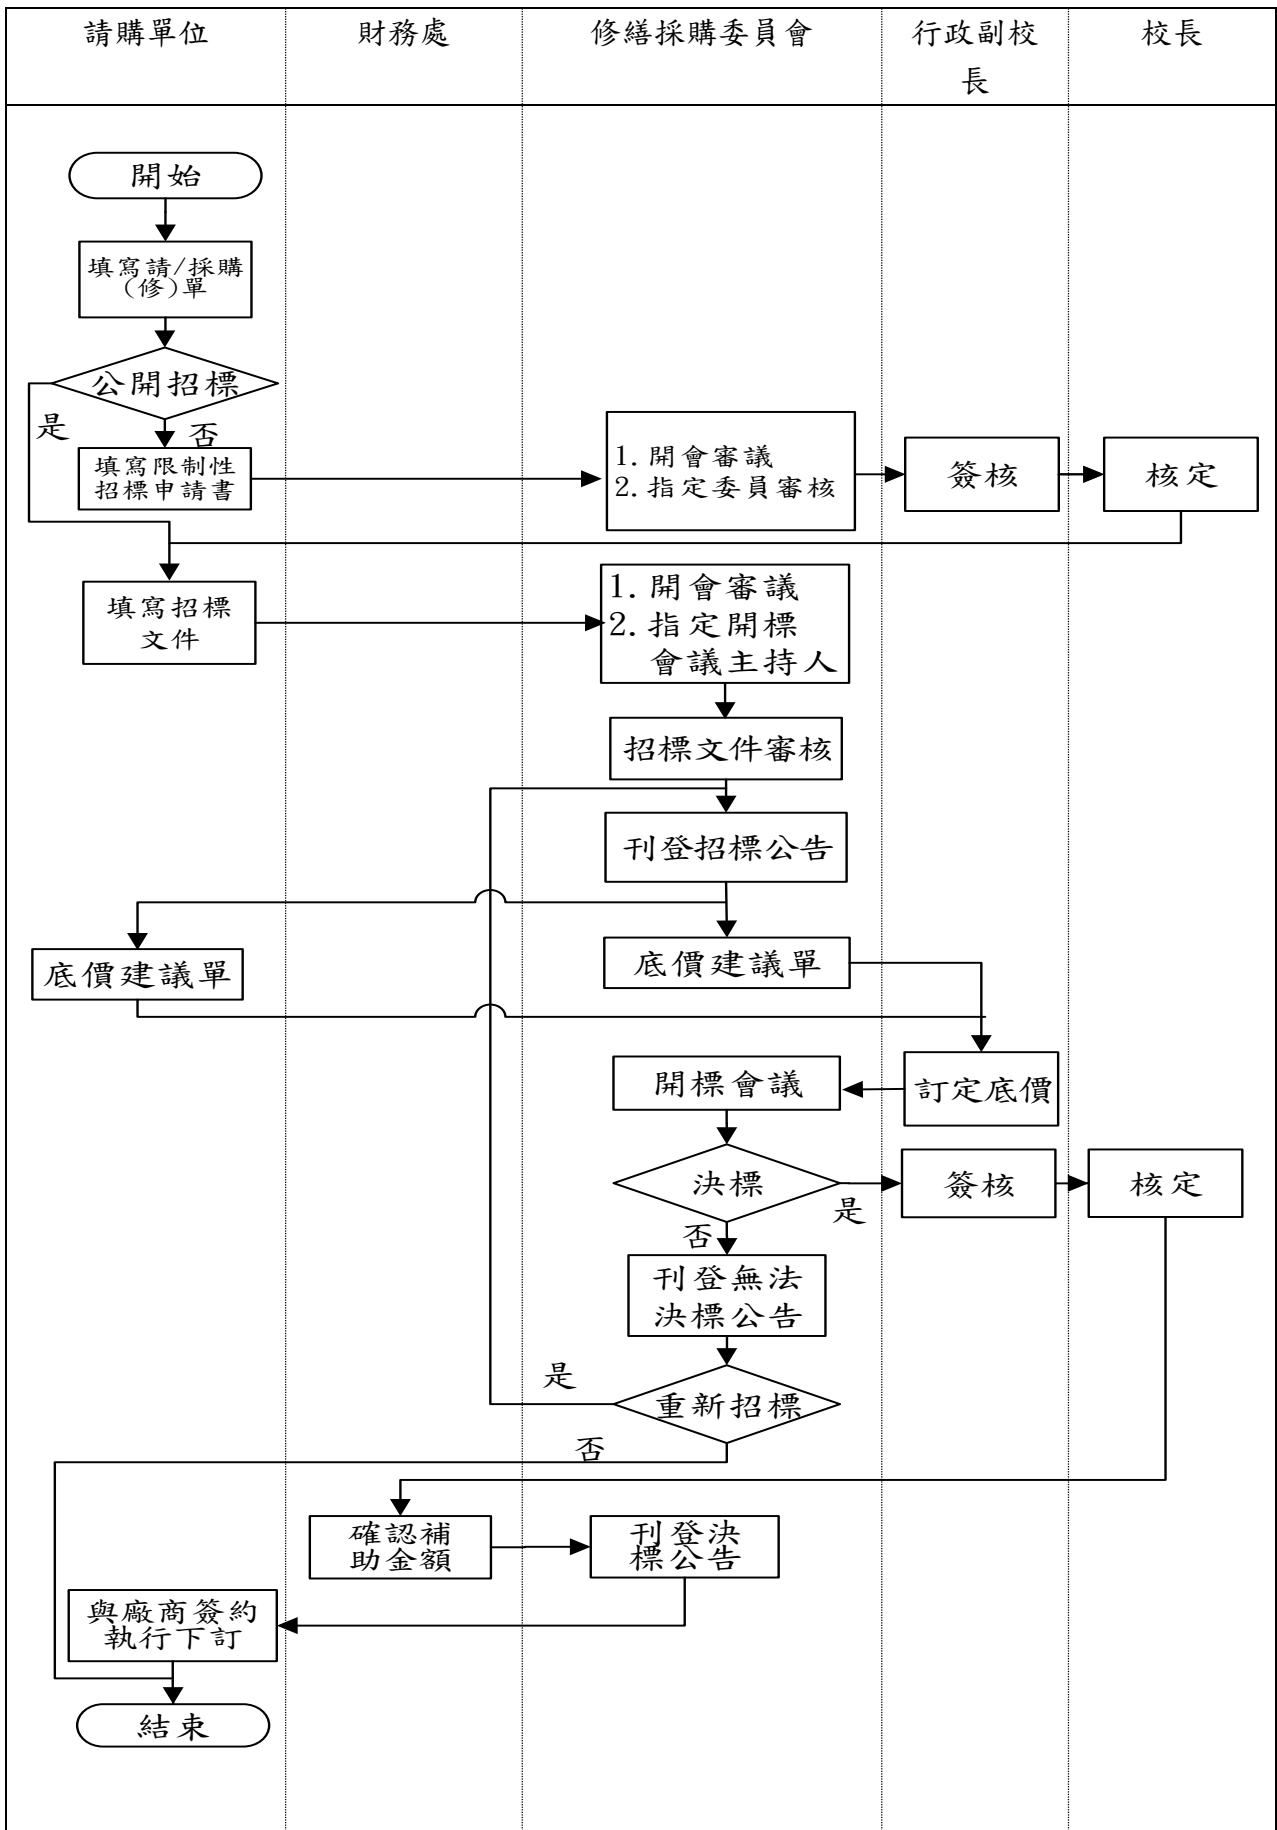 請購單位
財務處
修繕採購委員會
行政副校
長
校長
開始
填寫請/採購
(修)單
公開招標
是
否
填寫限制性
招標申請書
1. 開會審議
2. 指定委員審核
簽核
核定
填寫招標
文件
1. 開會審議
2. 指定開標
會議主持人
招標文件審核
刊登招標公告
底價建議單
底價建議單
開標會議
訂定底價
決標
是
簽核
核定
否
刊登無法
決標公告
是
重新招標
否
確認補
助金額
刊登決
標公告
與廠商簽約
執行下訂
結束